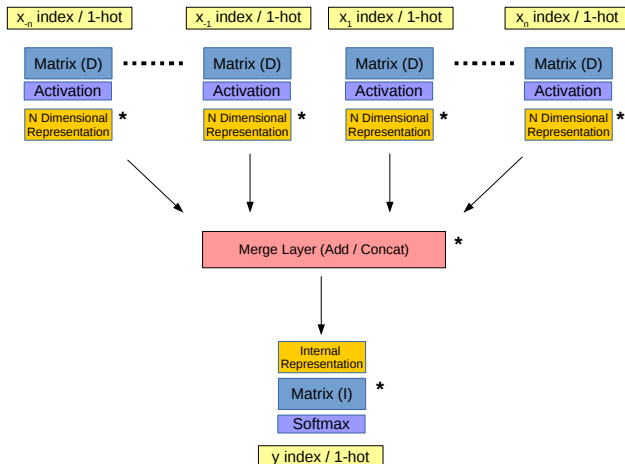 x-n index / 1-hot
x-1 index / 1-hot
x1 index / 1-hot
xn index / 1-hot
Matrix (D)
Matrix (D)
Matrix (D)
Matrix (D)
Activation
Activation
Activation
Activation
N Dimensional
Representation
*
N Dimensional
Representation
*
N Dimensional
Representation
*
N Dimensional
Representation
*
Merge Layer (Add / Concat)
*
Internal
Representation
Matrix (I)
*
Softmax
y index / 1-hot